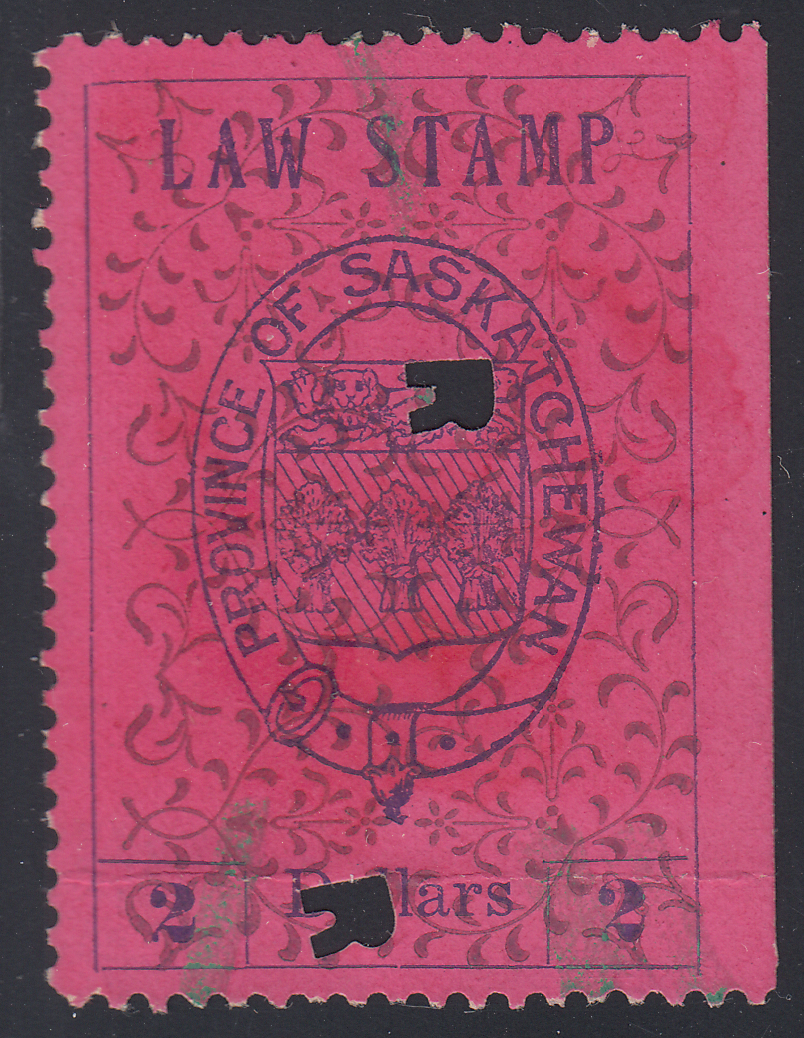 LAW STAMP
PROVINCE OF SASKATCHEWAN
2 Dollars 2